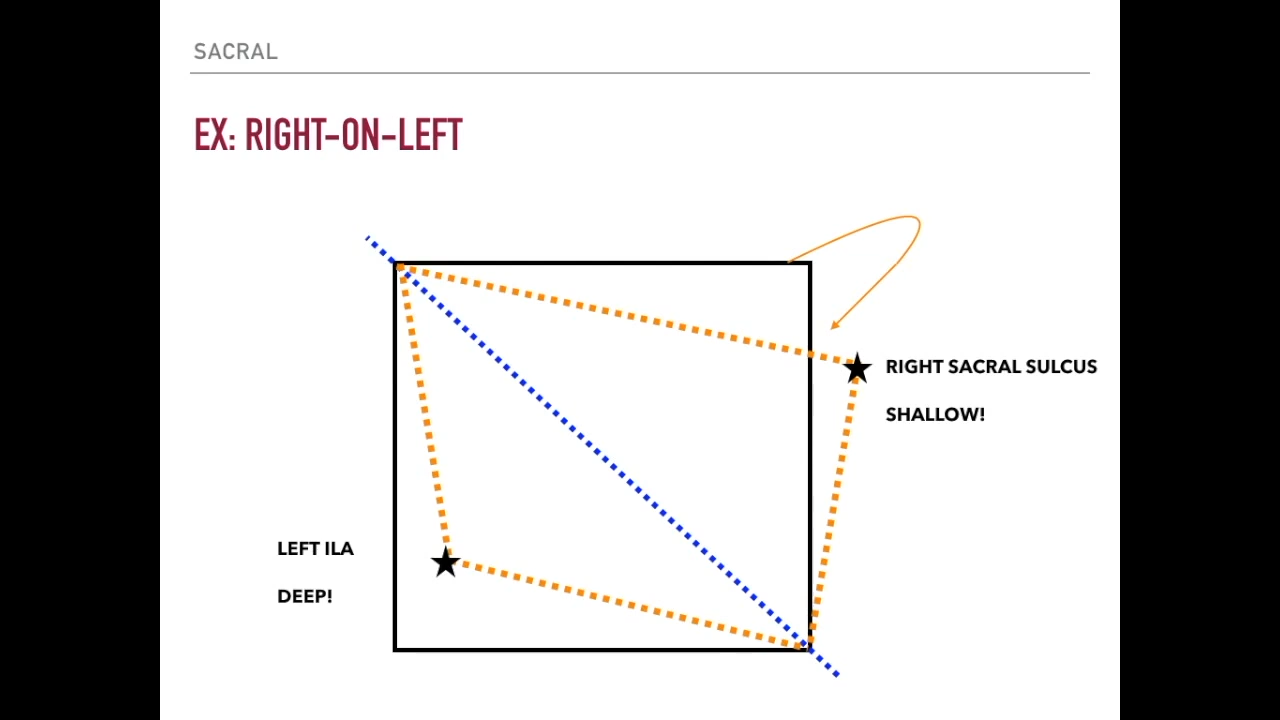 SACRAL
EX: RIGHT-ON-LEFT
RIGHT SACRAL SULCUS
SHALLOW!
LEFT ILA
DEEP!